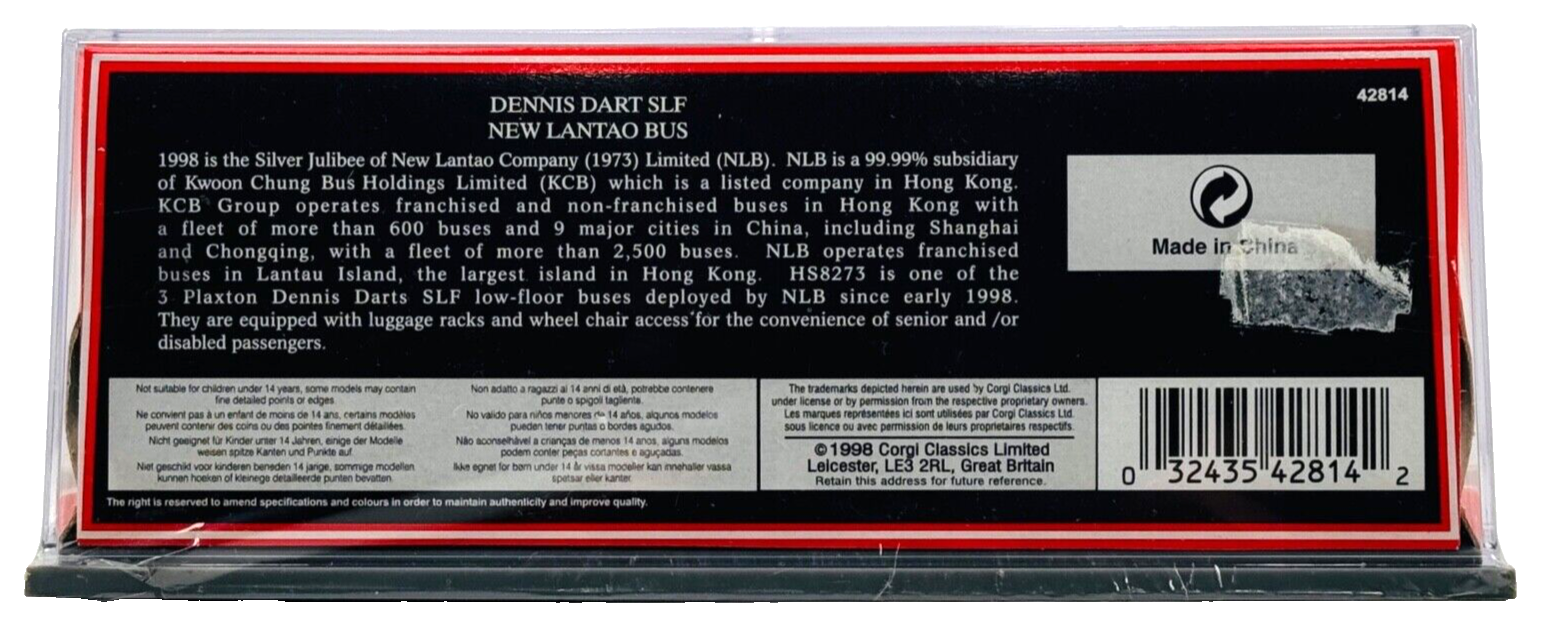 DENNIS DART SLF
NEW LANTAO BUS
42814
1998 is the Silver Julibee of New Lantao Company (1973) Limited (NLB). NLB is a 99.99% subsidiary
of Kwoon Chung Bus Holdings Limited (KCB) which is a listed company in Hong Kong.
KCB Group operates franchised and non-franchised buses in Hong Kong with
a fleet of more than 600 buses and 9 major cities in China, including Shanghai
and Chongqing, with a fleet of more than 2,500 buses. NLB operates franchised
buses in Lantau Island, the largest island in Hong Kong. HS8273 is one of the
3 Plaxton Dennis Darts SLF low-floor buses deployed by NLB since early 1998.
They are equipped with luggage racks and wheel chair access for the convenience of senior and /or
disabled passengers.
Made in China
Not suitable for children under 14 years, some models may contain
fine detailed points or edges.
Ne convient pas à un enfant de moins de 14 ans, certains modèlos
peuvent contenir des coins ou des pointes finement détaillées.
Nicht geeignet für Kinder unser 14 Jahren, einige der Modelle
weisen spitze Kanten und Punkte auf.
Niet geschikd voor kinderen beneden 14 jarige, sommige modellen
kunnen hoeken of kleinege detailleerde punten bevatten.
Non adatto a ragazzi ai 14 anni di età, potrebbe contenere
punte o spigoli tagliente.
No valido para niños menores de 14 años, algunos modelos
pueden tener puntas o bordes agudos.
Não aconselhável a crianças de menos 14 anos, alguns modelos
podem conter peças cortantes e aguçadas.
Ikke egnet for børn under 14 år vissa modeller kan innehaller vassa
spetsar eller kanter.
The trademarks depicted herein are used by Corgi Classics Ltd.
under license or by permission from the respective proprietary owners.
Les marques représentées ici sont utilisées par Corgi Classics Ltd.
sous licence ou avec permission de leurs proprietaires respectifs.
©1998 Corgi Classics Limited
Leicester, LE3 2RL, Great Britain
Retain this address for future reference.
0 32435 42814 2
The right is reserved to amend specifications and colours in order to maintain authenticity and improve quality.